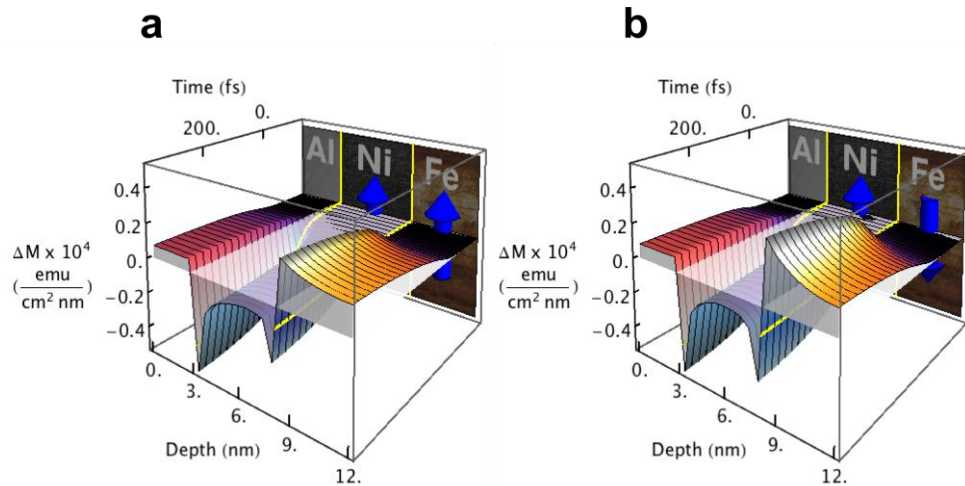 a
Time (fs)
0.
200.
Al
Ni
Fe
0.4
0.2
0.
−0.2
−0.4
ΔM x 10⁴
(emu/cm² nm)
0.
3.
6.
9.
12.
Depth (nm)
b
Time (fs)
0.
200.
Al
Ni
Fe
0.4
0.2
0.
−0.2
−0.4
ΔM x 10⁴
(emu/cm² nm)
0.
3.
6.
9.
12.
Depth (nm)